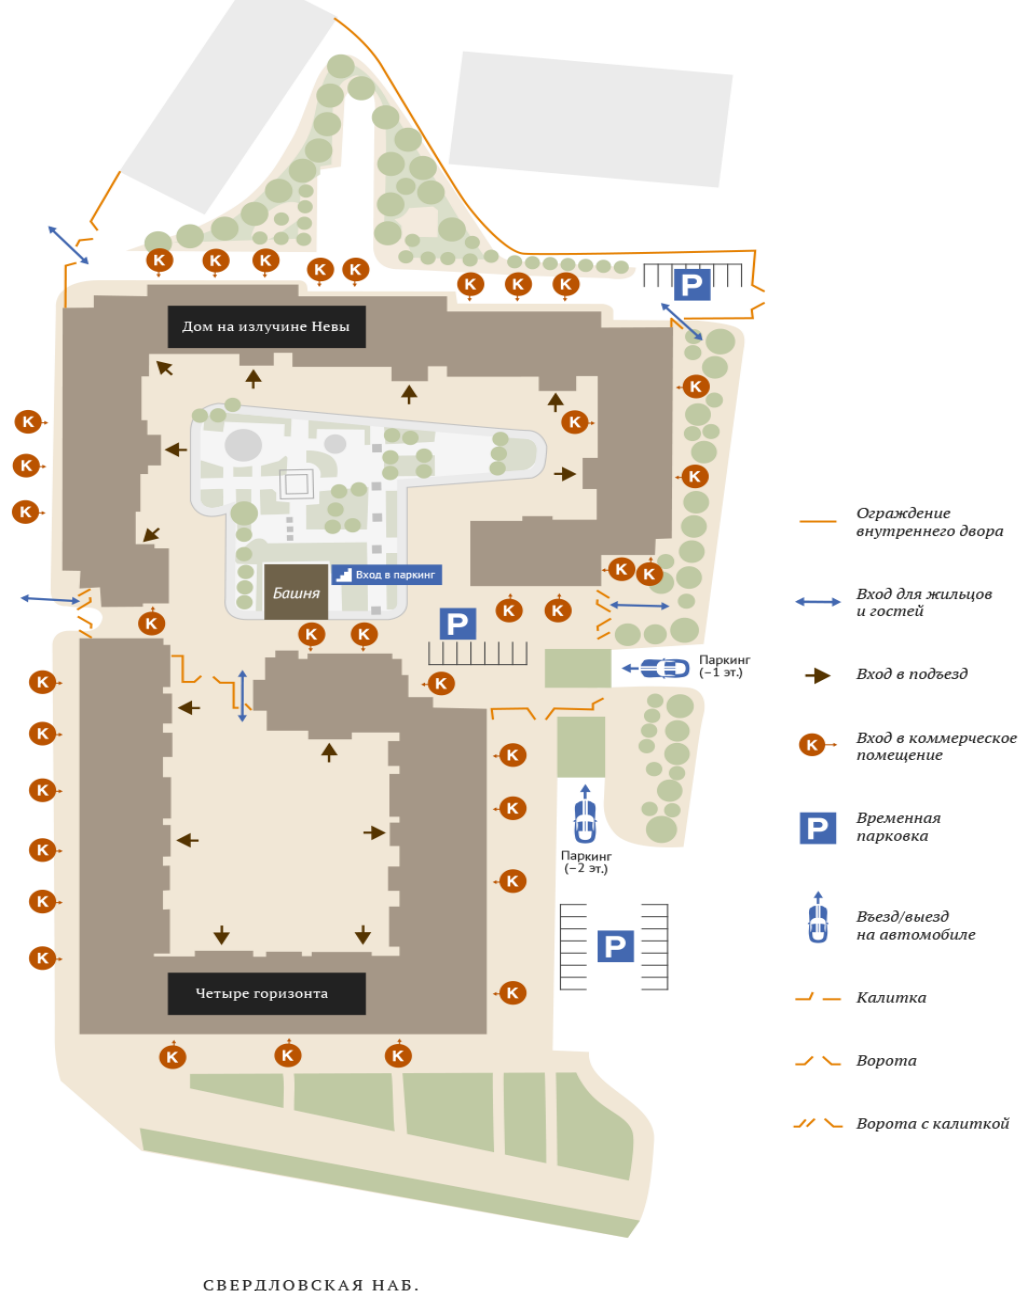 K K K K K
K K K
P
Дом на излучине Невы
K
K
K
K
K
K
Ограждение
внутреннего двора
K K
Вход в паркинг
Башня
Вход для жильцов
и гостей
K K
K
P
K K
Паркинг
(−1 эт.)
Вход в подъезд
K
K
K
K
K
Вход в коммерческое
помещение
K
K
K
P
Временная
парковка
K
Паркинг
(−2 эт.)
K
K
Въезд/выезд
на автомобиле
P
K
K
Четыре горизонта
Калитка
K K K
Ворота
Ворота с калиткой
СВЕРДЛОВСКАЯ НАБ.